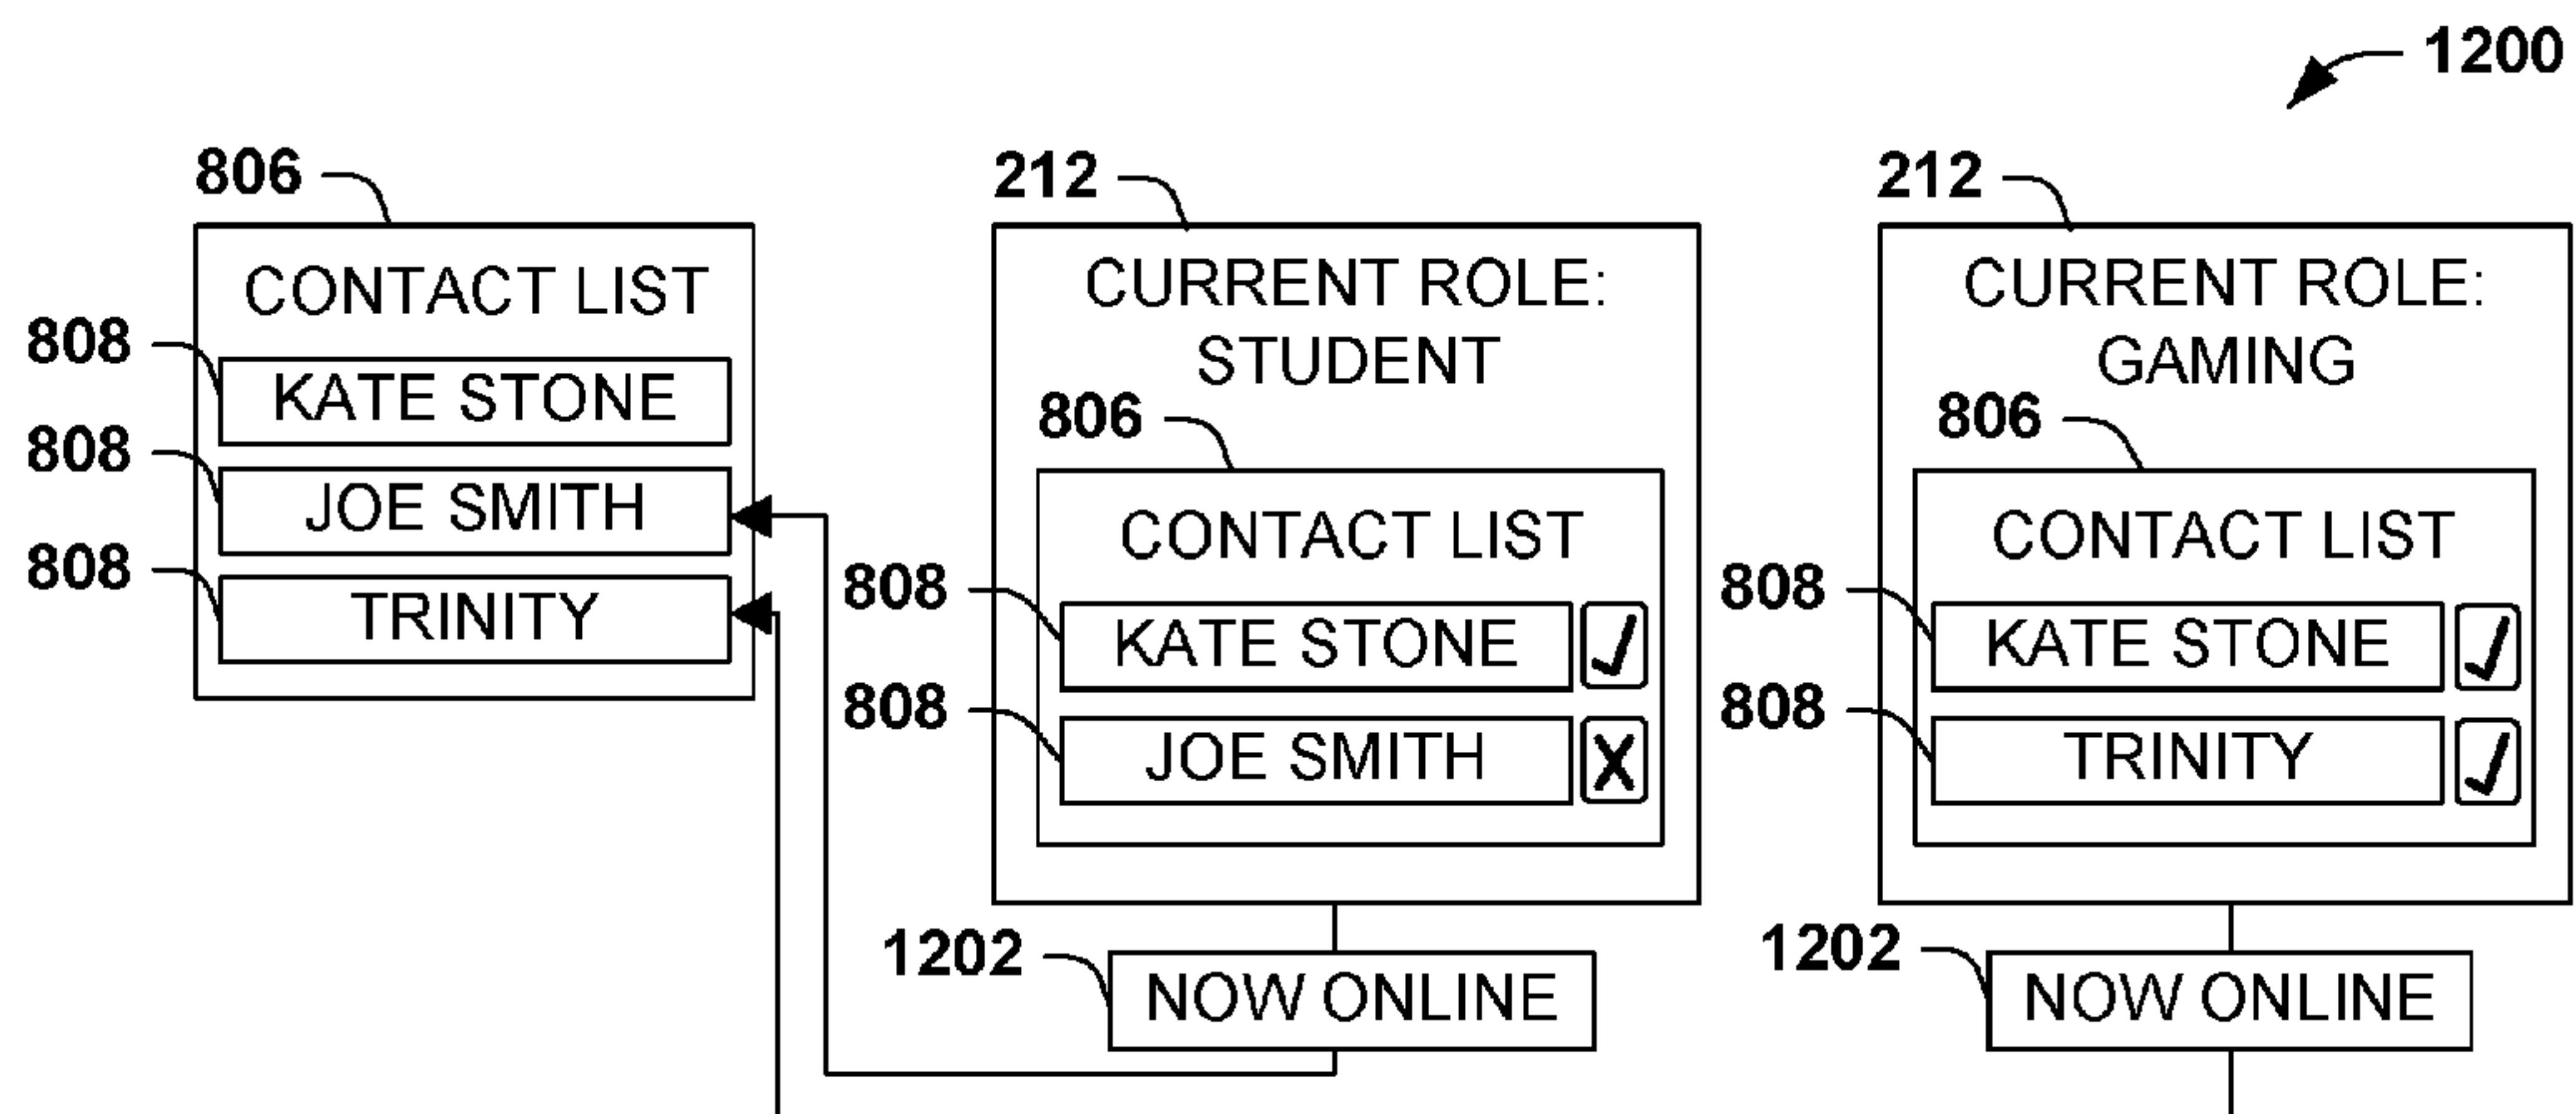 1200
806
212
212
CONTACT LIST
808
KATE STONE
808
JOE SMITH
808
TRINITY
CURRENT ROLE:
STUDENT
806
CONTACT LIST
808
KATE STONE
808
JOE SMITH
X
1202
NOW ONLINE
CURRENT ROLE:
GAMING
806
CONTACT LIST
808
KATE STONE
808
TRINITY
1202
NOW ONLINE